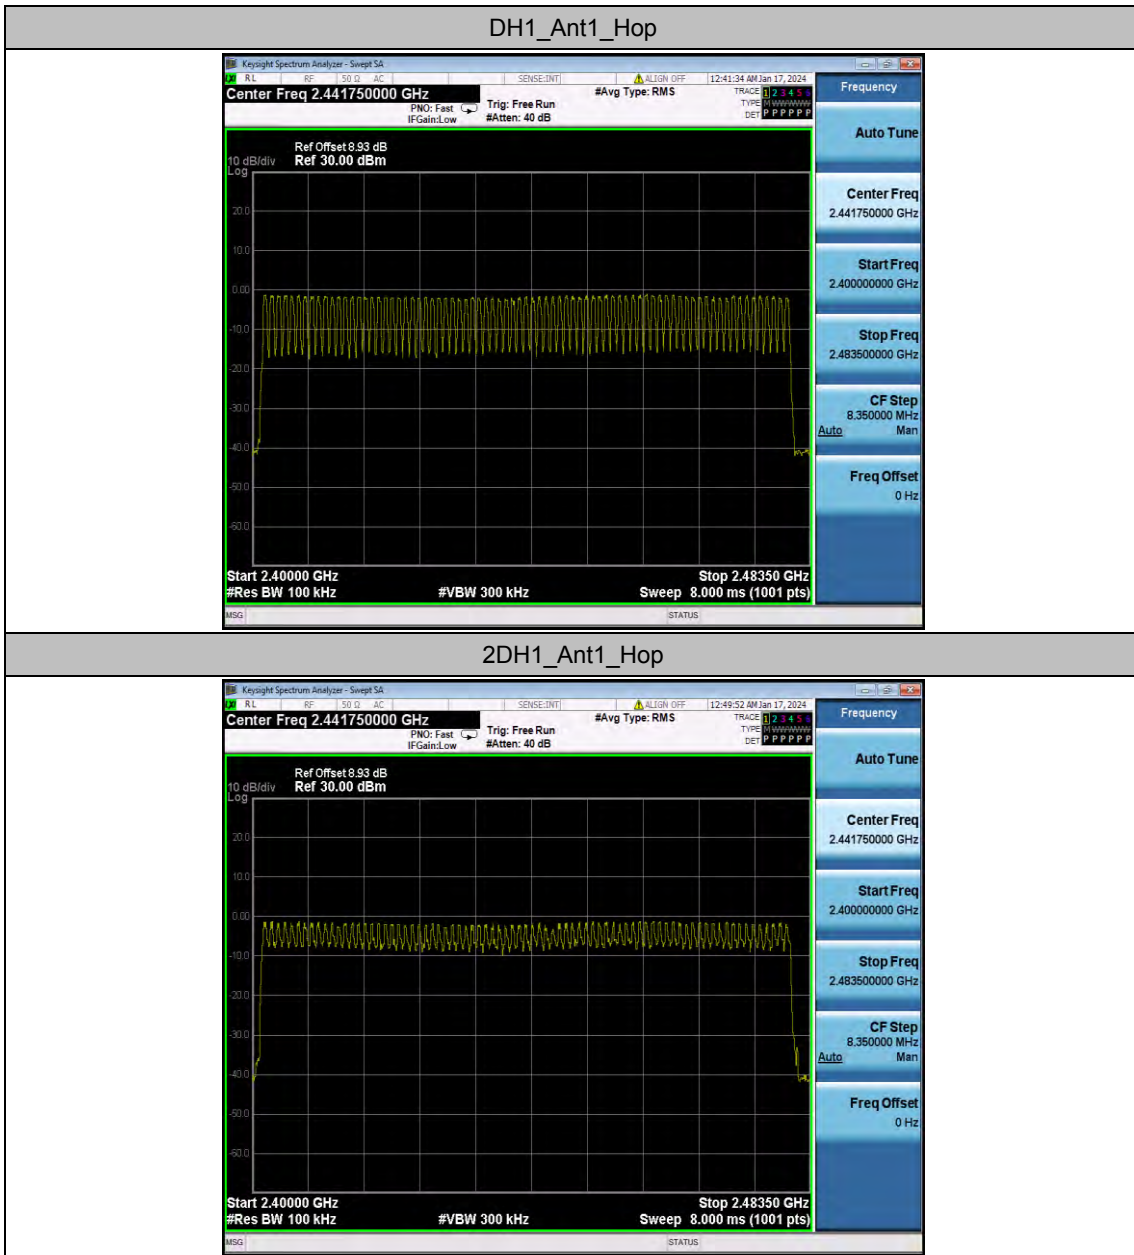 DH1_Ant1_Hop
Keysight Spectrum Analyzer - Swept SA
RL RF 50 Ω AC SENSE:INT ALIGN OFF 12:41:34 AM Jan 17, 2024
Center Freq 2.441750000 GHz #Avg Type: RMS TRACE 1 2 3 4 5 6
PNO: Fast Trig: Free Run TYPE
IFGain:Low #Atten: 40 dB DET P P P P P P
Frequency
Auto Tune
Ref Offset 8.93 dB
10 dB/div Ref 30.00 dBm
Log
20.0
10.0
0.00
-10.0
-20.0
-30.0
-40.0
-50.0
-60.0
Center Freq
2.441750000 GHz
Start Freq
2.400000000 GHz
Stop Freq
2.483500000 GHz
CF Step
8.350000 MHz
Auto Man
Freq Offset
0 Hz
Start 2.40000 GHz Stop 2.48350 GHz
#Res BW 100 kHz #VBW 300 kHz Sweep 8.000 ms (1001 pts)
MSG STATUS
2DH1_Ant1_Hop
Keysight Spectrum Analyzer - Swept SA
RL RF 50 Ω AC SENSE:INT ALIGN OFF 12:49:52 AM Jan 17, 2024
Center Freq 2.441750000 GHz #Avg Type: RMS TRACE 1 2 3 4 5 6
PNO: Fast Trig: Free Run TYPE
IFGain:Low #Atten: 40 dB DET P P P P P P
Frequency
Auto Tune
Ref Offset 8.93 dB
10 dB/div Ref 30.00 dBm
Log
20.0
10.0
0.00
-10.0
-20.0
-30.0
-40.0
-50.0
-60.0
Center Freq
2.441750000 GHz
Start Freq
2.400000000 GHz
Stop Freq
2.483500000 GHz
CF Step
8.350000 MHz
Auto Man
Freq Offset
0 Hz
Start 2.40000 GHz Stop 2.48350 GHz
#Res BW 100 kHz #VBW 300 kHz Sweep 8.000 ms (1001 pts)
MSG STATUS